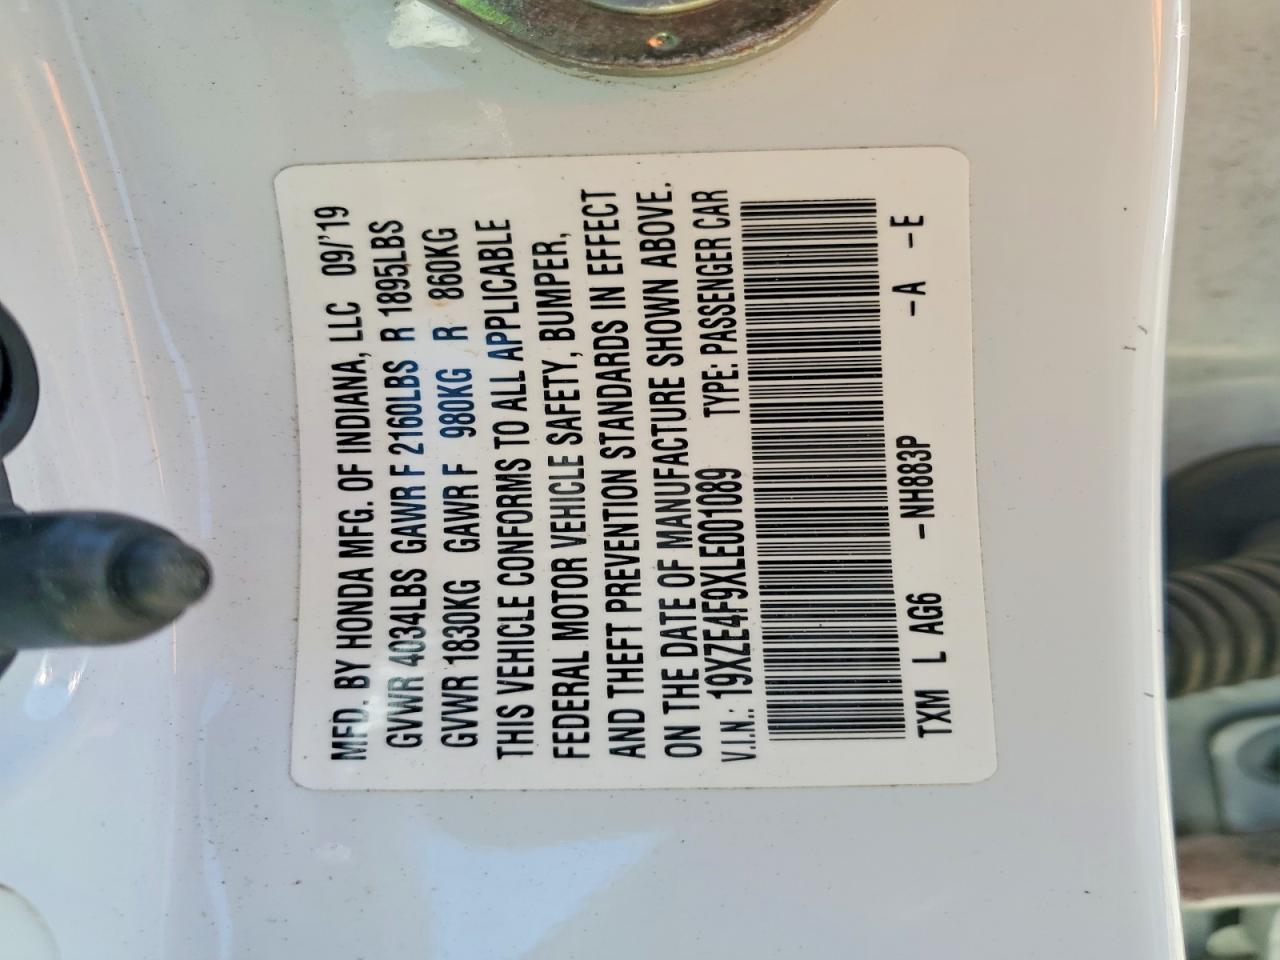 MFD. BY HONDA MFG. OF INDIANA, LLC 09/'19
GVWR 4034LBS GAWR F 2160LBS R 1895LBS
GVWR 1830KG GAWR F 980KG R 860KG
THIS VEHICLE CONFORMS TO ALL APPLICABLE
FEDERAL MOTOR VEHICLE SAFETY, BUMPER,
AND THEFT PREVENTION STANDARDS IN EFFECT
ON THE DATE OF MANUFACTURE SHOWN ABOVE.
V.I.N.: 19XZE4F9XLE001089 TYPE: PASSENGER CAR
TXM L AG6 -NH883P -A -E